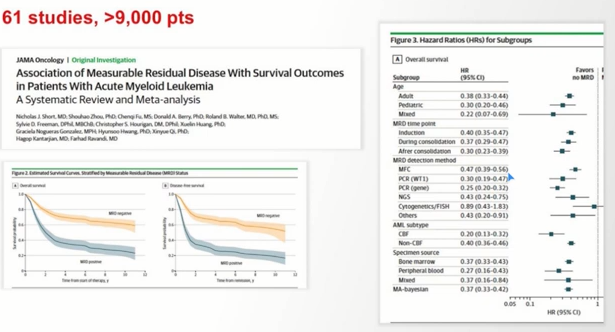 61 studies, >9,000 pts
JAMA Oncology | Original Investigation
Association of Measurable Residual Disease With Survival Outcomes
in Patients With Acute Myeloid Leukemia
A Systematic Review and Meta-analysis
Nicholas J. Short, MD; Shouhao Zhou, PhD; Chenqi Fu, MS; Donald A. Berry, PhD; Roland B. Walter, MD, PhD, MS;
Sylvie D. Freeman, DPhil, MBChB; Christopher S. Hourigan, DM, DPhil; Xuelin Huang, PhD;
Graciela Nogueras Gonzalez, MPH; Hyunsoo Hwang, PhD; Xinyue Qi, PhD;
Hagop Kantarjian, MD; Farhad Ravandi, MD
Figure 2. Estimated Survival Curves, Stratified by Measurable Residual Disease (MRD) Status
A Overall survival
B Disease-free survival
Survival probability
MRD negative
MRD positive
Time from start of therapy, y
Survival probability
MRD negative
MRD positive
Time from remission, y
Figure 3. Hazard Ratios (HRs) for Subgroups
A Overall survival
Subgroup HR (95% CI) Favors no MRD
Age
Adult 0.38 (0.33-0.44)
Pediatric 0.30 (0.20-0.46)
Mixed 0.22 (0.07-0.69)
MRD time point
Induction 0.40 (0.35-0.47)
During consolidation 0.37 (0.29-0.47)
After consolidation 0.30 (0.23-0.39)
MRD detection method
MFC 0.47 (0.39-0.56)
PCR (WT1) 0.30 (0.19-0.47)
PCR (gene) 0.25 (0.20-0.32)
NGS 0.43 (0.24-0.75)
Cytogenetics/FISH 0.89 (0.43-1.83)
Others 0.43 (0.20-0.91)
AML subtype
CBF 0.20 (0.13-0.32)
Non-CBF 0.40 (0.36-0.46)
Specimen source
Bone marrow 0.37 (0.33-0.43)
Peripheral blood 0.27 (0.16-0.43)
Mixed 0.37 (0.16-0.84)
MA-bayesian 0.37 (0.33-0.42)
0.05 0.1 1
HR (95% CI)